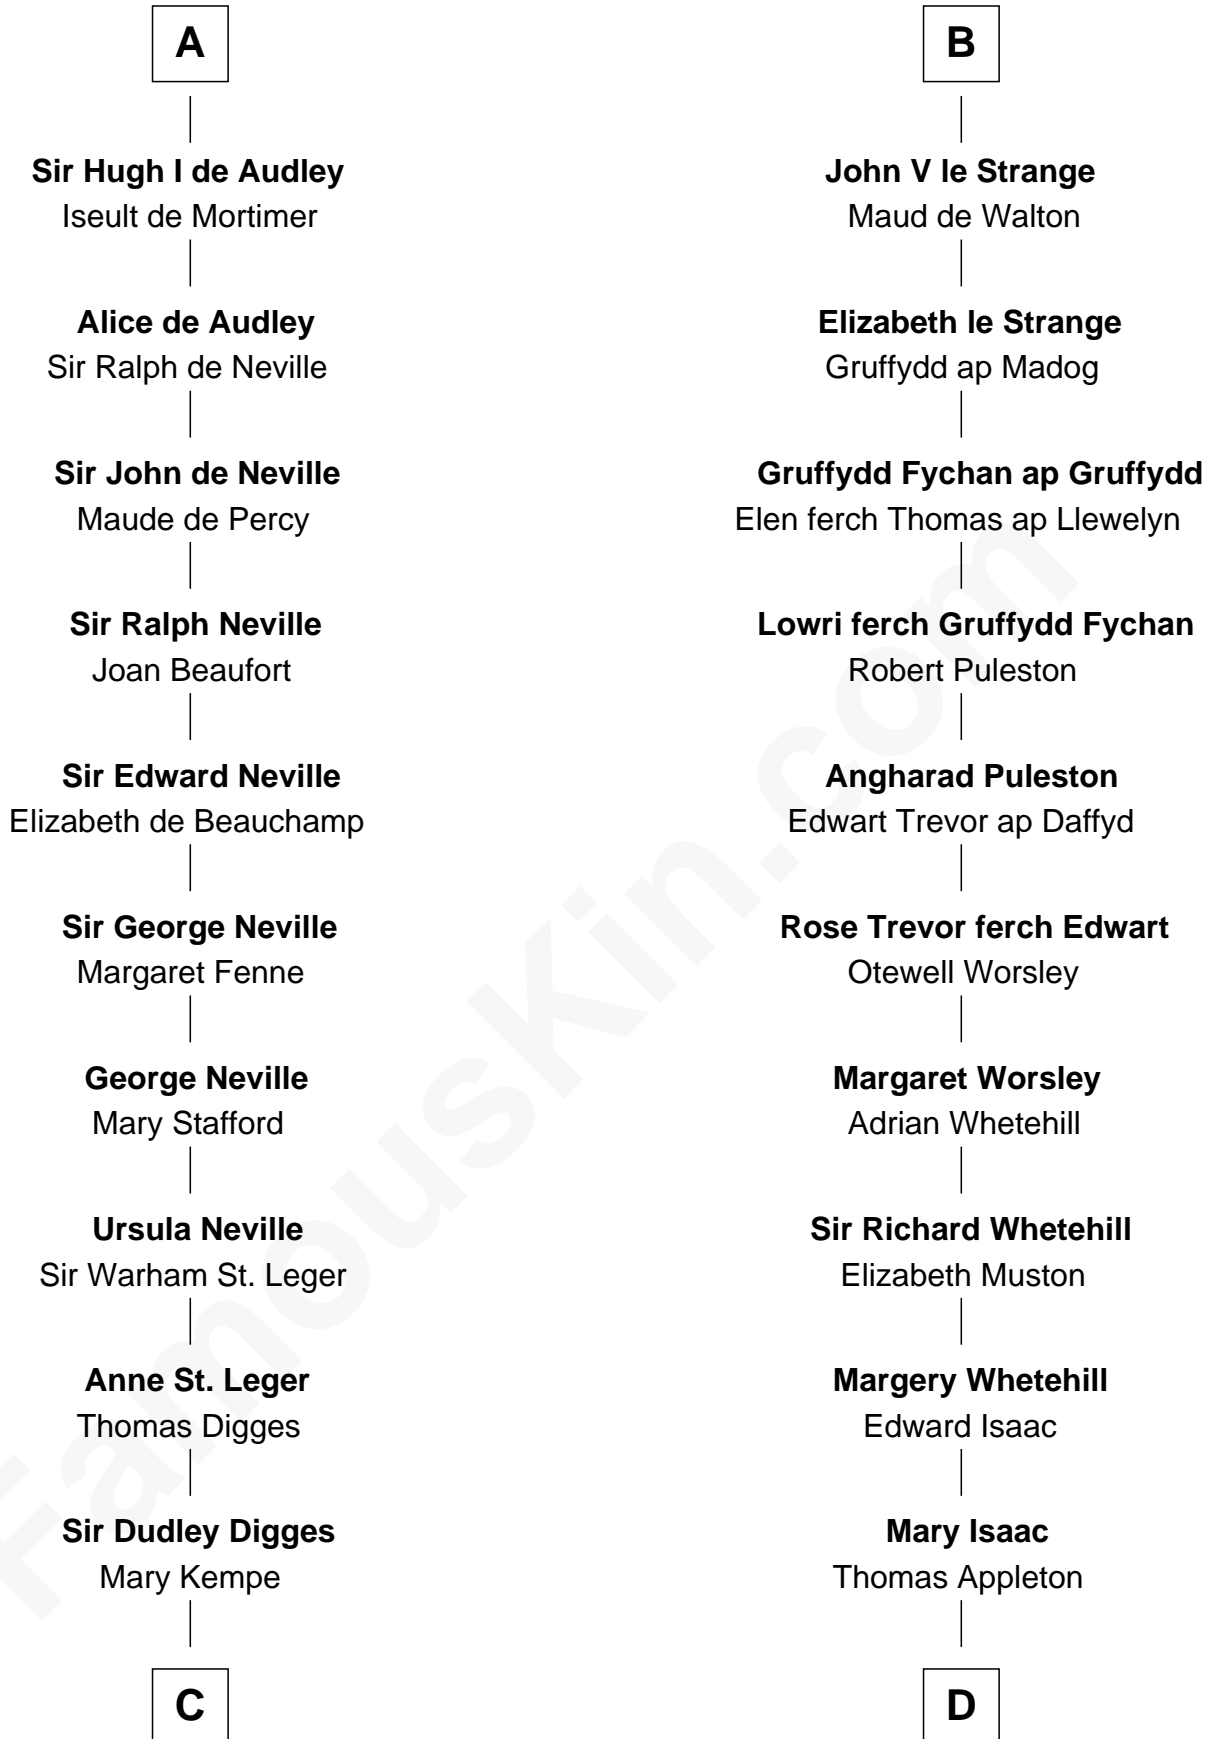 A
Sir Hugh I de Audley
Iseult de Mortimer
Alice de Audley
Sir Ralph de Neville
Sir John de Neville
Maude de Percy
Sir Ralph Neville
Joan Beaufort
Sir Edward Neville
Elizabeth de Beauchamp
Sir George Neville
Margaret Fenne
George Neville
Mary Stafford
Ursula Neville
Sir Warham St. Leger
Anne St. Leger
Thomas Digges
Sir Dudley Digges
Mary Kempe
C
B
John V le Strange
Maud de Walton
Elizabeth le Strange
Gruffydd ap Madog
Gruffydd Fychan ap Gruffydd
Elen ferch Thomas ap Llewelyn
Lowri ferch Gruffydd Fychan
Robert Puleston
Angharad Puleston
Edwart Trevor ap Daffyd
Rose Trevor ferch Edwart
Otewell Worsley
Margaret Worsley
Adrian Whetehill
Sir Richard Whetehill
Elizabeth Muston
Margery Whetehill
Edward Isaac
Mary Isaac
Thomas Appleton
D
FamousKin.com